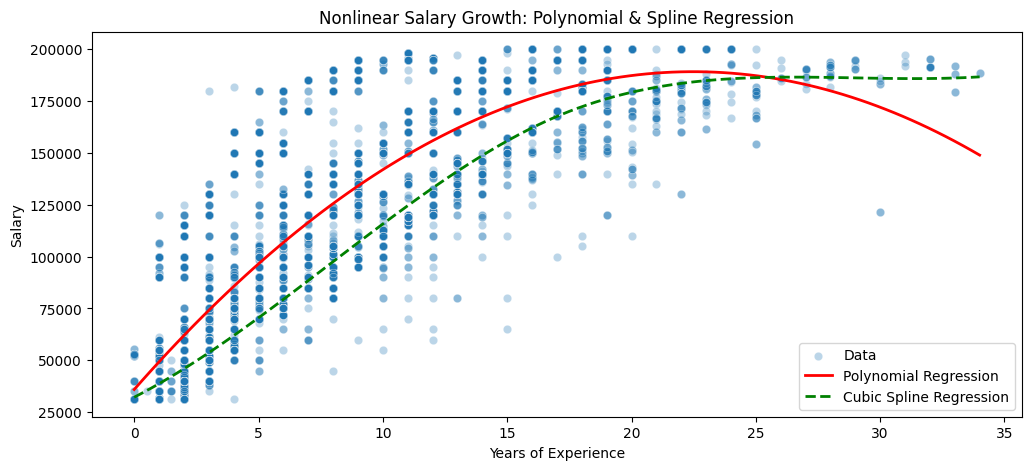 Nonlinear Salary Growth: Polynomial & Spline Regression
Salary
200000
175000
150000
125000
100000
75000
50000
25000
Data
Polynomial Regression
Cubic Spline Regression
0 5 10 15 20 25 30 35
Years of Experience